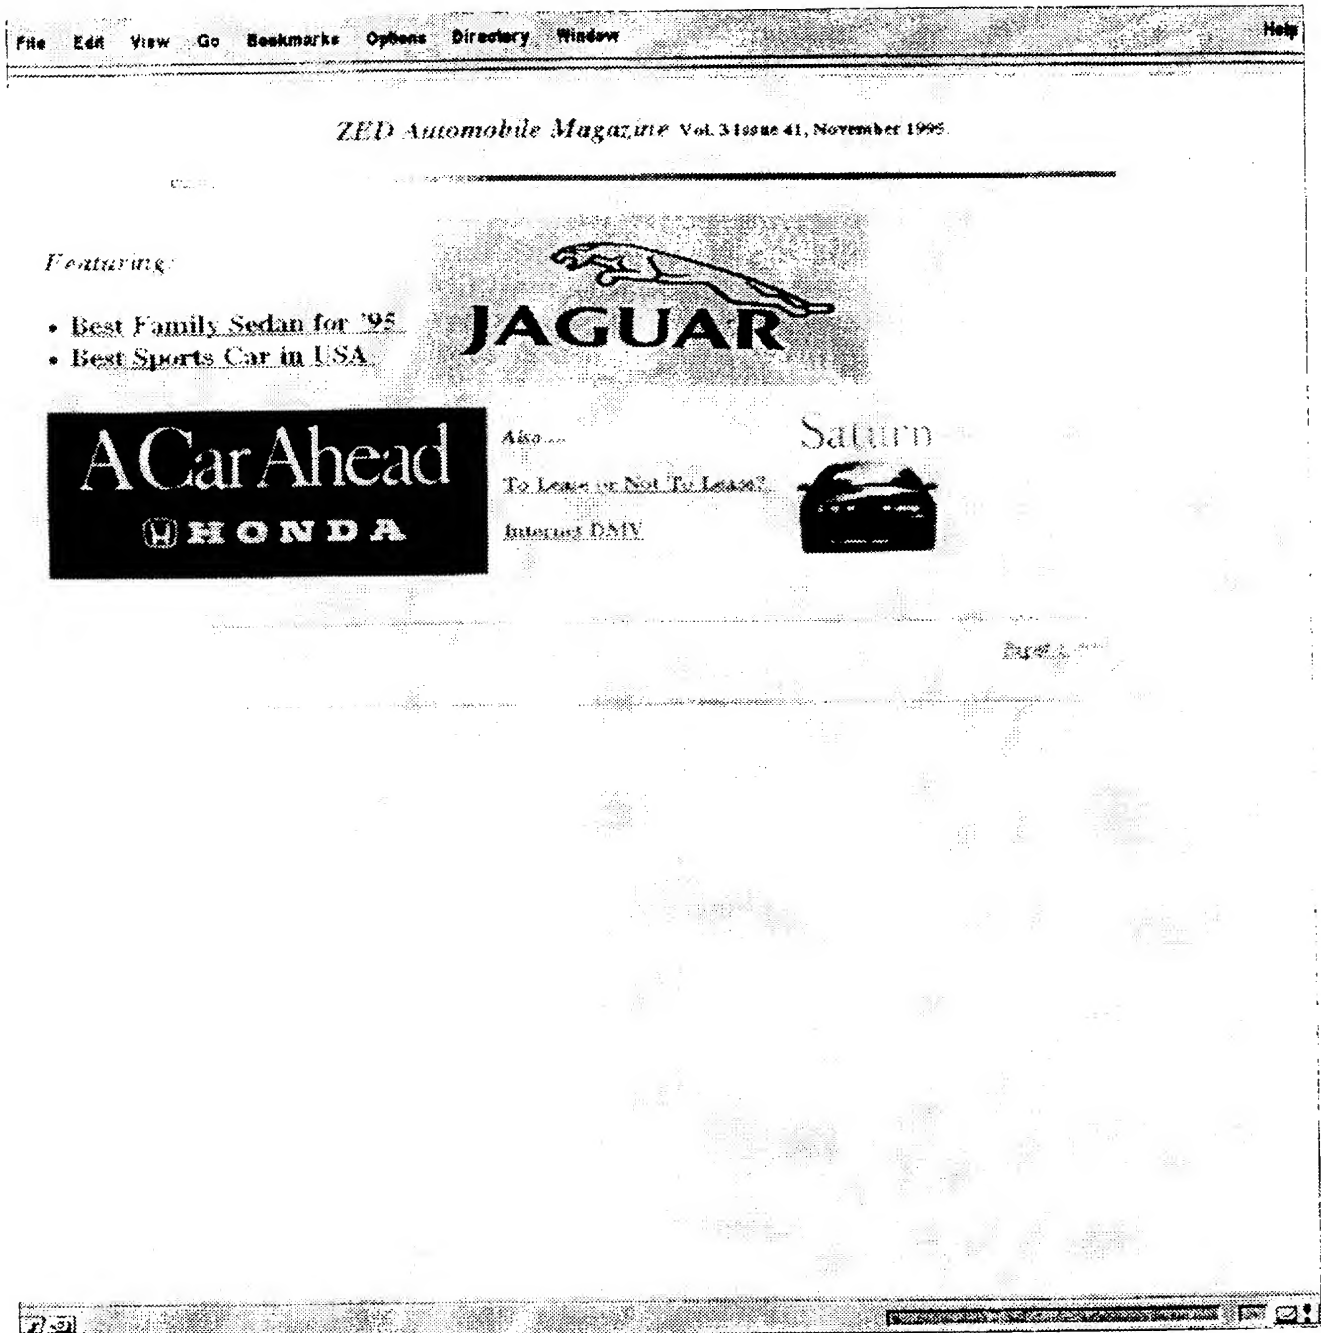 File Edit View Go Bookmarks Options Directory Window Help
ZED Automobile Magazine Vol. 3 Issue 41, November 1995.
Featuring:
• Best Family Sedan for '95
• Best Sports Car in USA
JAGUAR
A Car Ahead
HONDA
Also....
To Lease or Not To Lease?
Internet DMV
Saturn